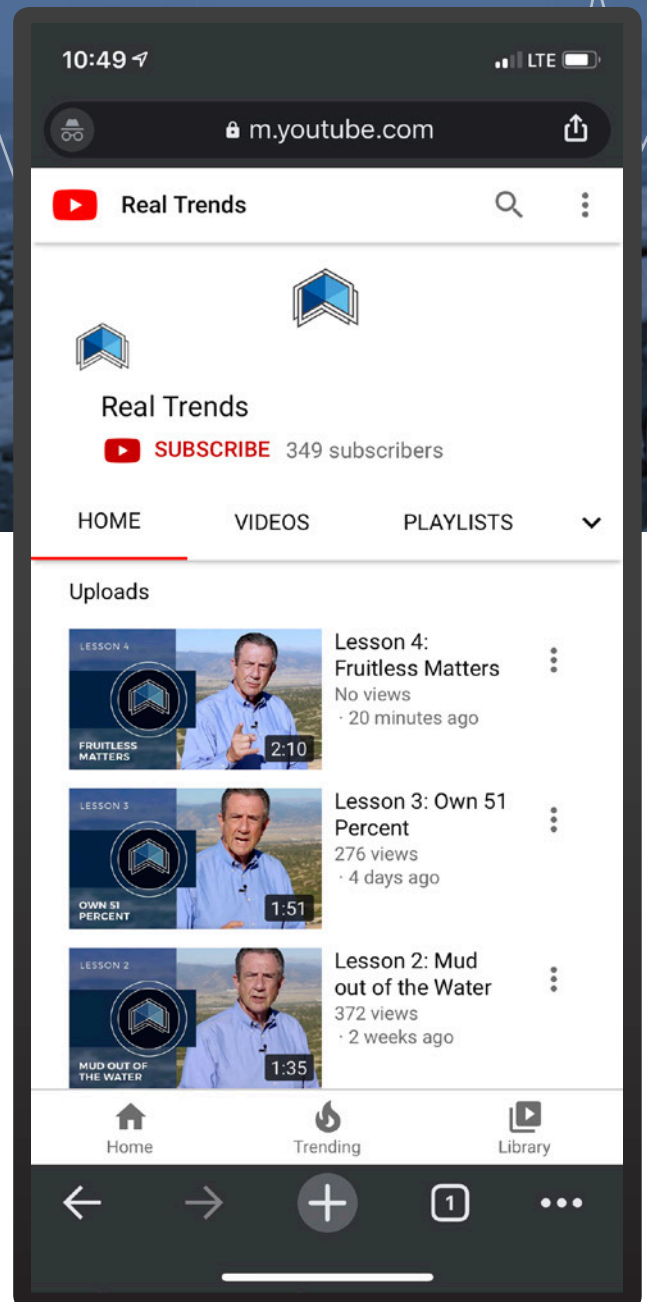 10:49
LTE
m.youtube.com
Real Trends
Real Trends
SUBSCRIBE 349 subscribers
HOME VIDEOS PLAYLISTS
Uploads
LESSON 4
FRUITLESS
MATTERS
2:10
Lesson 4:
Fruitless Matters
No views
· 20 minutes ago
LESSON 3
OWN 51
PERCENT
1:51
Lesson 3: Own 51
Percent
276 views
· 4 days ago
LESSON 2
MUD OUT OF
THE WATER
1:35
Lesson 2: Mud
out of the Water
372 views
· 2 weeks ago
Home Trending Library
1